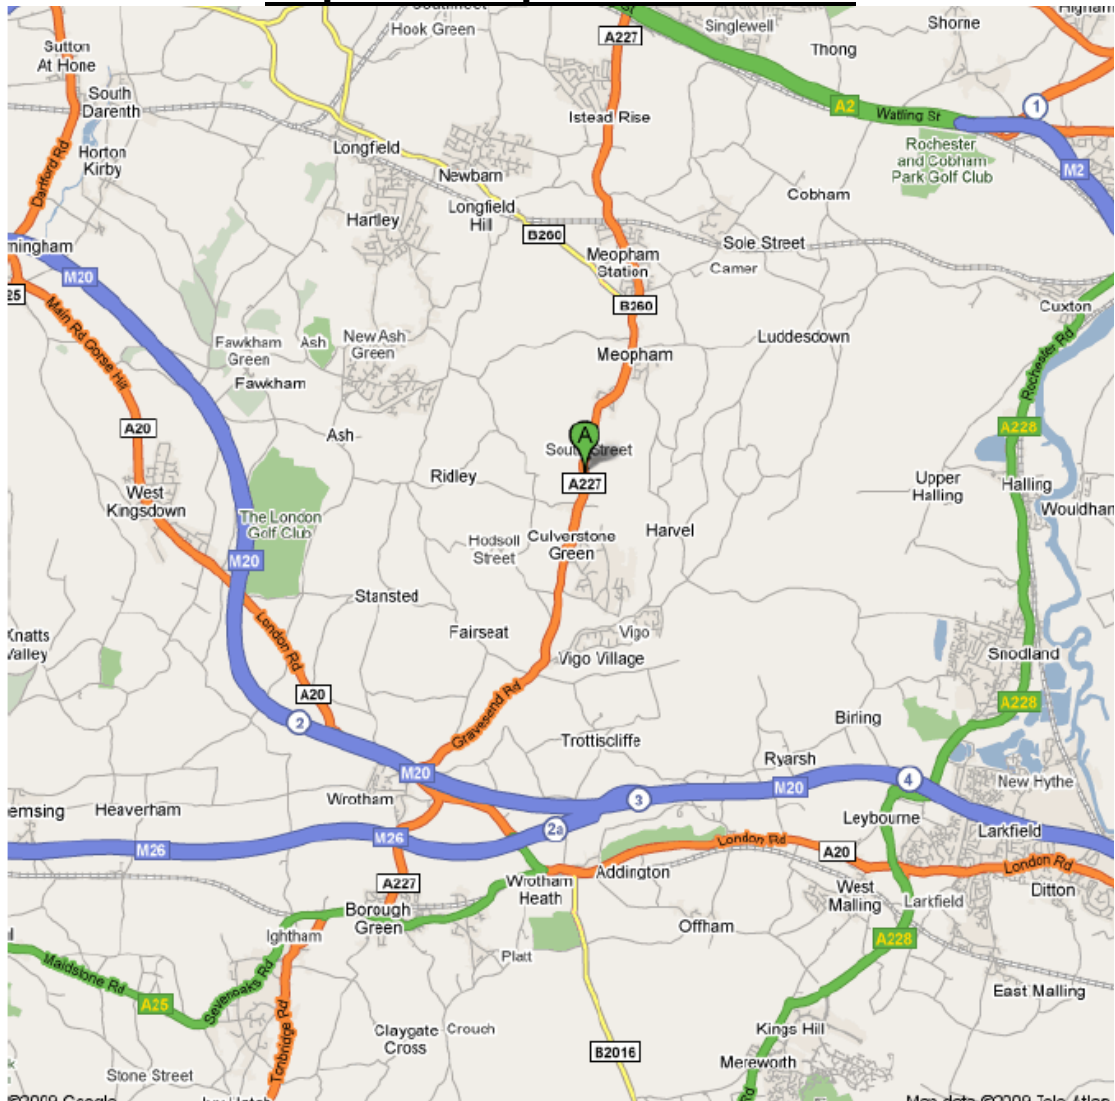 Hook Green
A227
Singlewell
Shorne
Thong
Sutton
At Hone
South
Darenth
Istead Rise
A2
Watling St
1
Rochester
and Cobham
Park Golf Club
M2
Horton
Kirby
Dartford Rd
Longfield
Newbarn
Cobham
Hartley
Longfield
Hill
B260
Sole Street
Meopham
Station
Camer
M20
B260
Cuxton
Main Rd Gorse Hill
Fawkham
Green
Ash
New Ash
Green
Luddesdown
Rochester Rd
Meopham
Fawkham
A20
Ash
A
South Street
A228
Ridley
A227
Upper
Halling
Halling
West
Kingsdown
The London
Golf Club
Hodsoll
Street
Culverstone
Green
Harvel
M20
Stansted
London Rd
Fairseat
Vigo
Vigo Village
Snodland
A20
Gravesend Rd
A228
2
Birling
Trottiscliffe
Ryarsh
M20
M20
4
New Hythe
Wrotham
3
Heaverham
Leybourne
Larkfield
M26
M26
2a
London Rd
A20
London Rd
A227
Wrotham
Heath
Addington
West
Malling
Larkfield
Ditton
Borough
Green
Ightham
Offham
A228
Platt
Maidstone Rd
A25
Sevenoaks Rd
Tonbridge Rd
East Malling
Claygate
Cross
Crouch
Kings Hill
B2016
Mereworth
Stone Street
©2009 Google
Map data ©2009 Tele Atlas